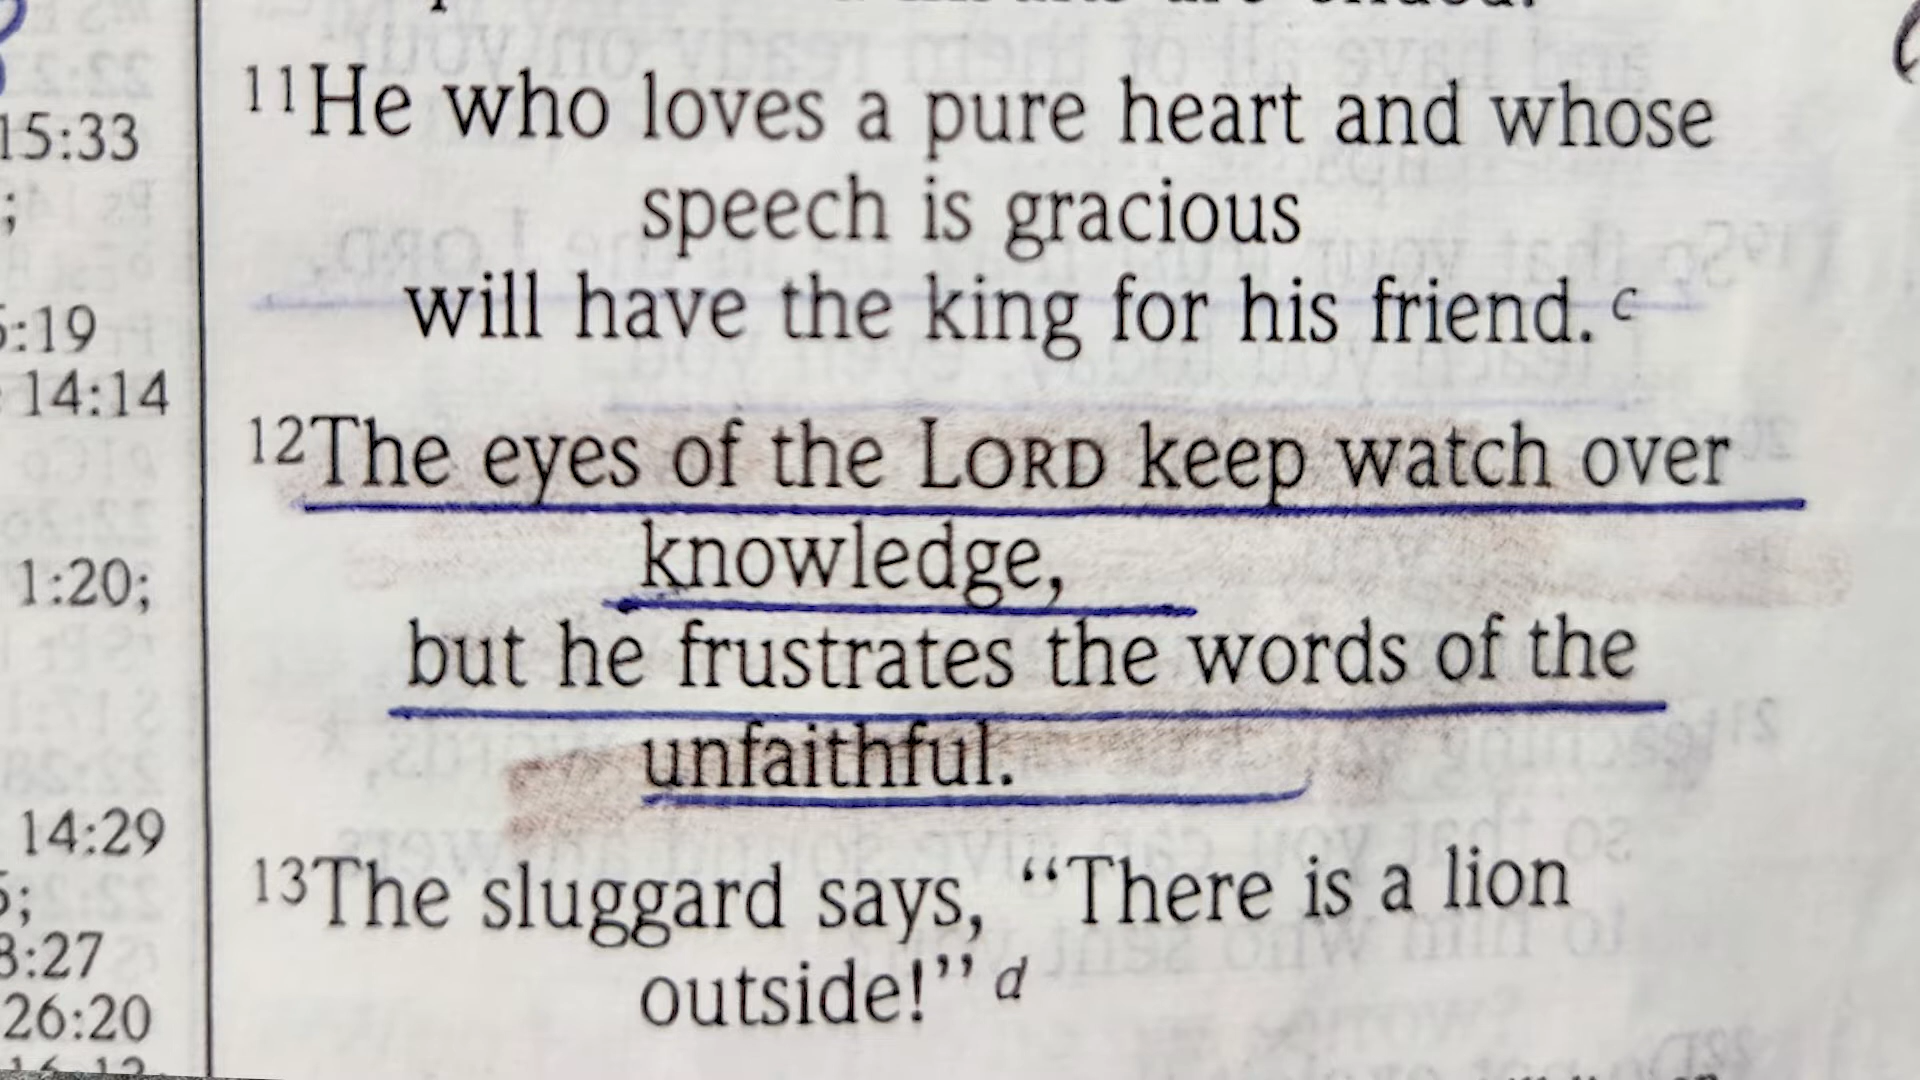 11He who loves a pure heart and whose
speech is gracious
will have the king for his friend. c
12The eyes of the LORD keep watch over
knowledge,
but he frustrates the words of the
unfaithful.
13The sluggard says, “There is a lion
outside!” d
15:33
;
:19
14:14
1:20;
14:29
;
8:27
26:20